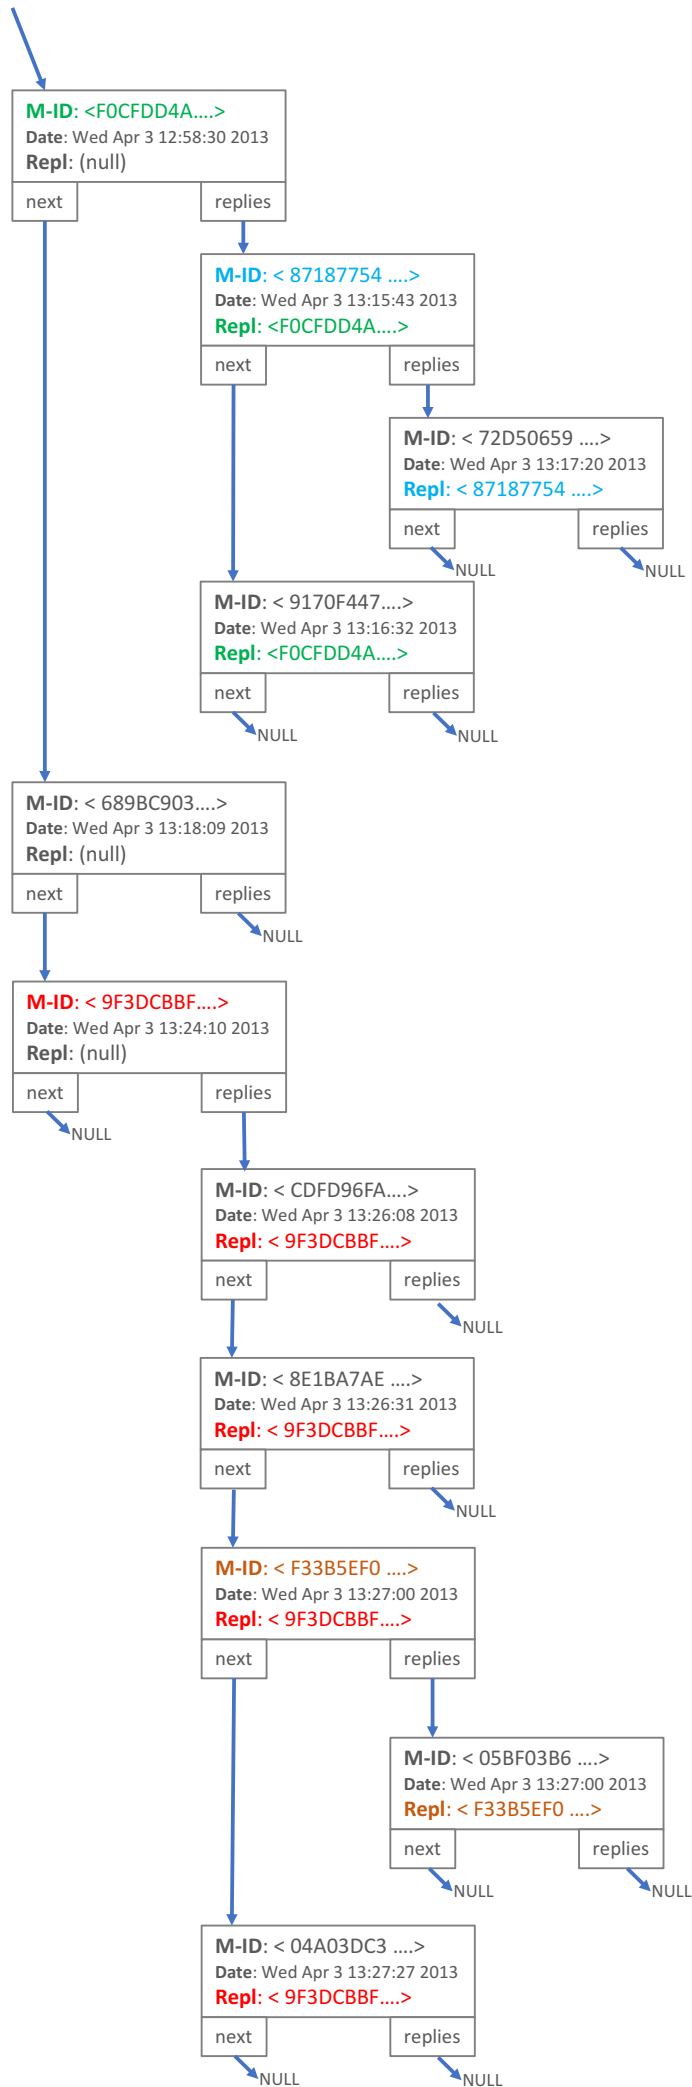 M-ID: <F0CFDD4A....>
Date: Wed Apr 3 12:58:30 2013
Repl: (null)
next replies
M-ID: < 87187754 ....>
Date: Wed Apr 3 13:15:43 2013
Repl: <F0CFDD4A....>
next replies
M-ID: < 72D50659 ....>
Date: Wed Apr 3 13:17:20 2013
Repl: < 87187754 ....>
next replies
NULL NULL
M-ID: < 9170F447....>
Date: Wed Apr 3 13:16:32 2013
Repl: <F0CFDD4A....>
next replies
NULL NULL
M-ID: < 689BC903....>
Date: Wed Apr 3 13:18:09 2013
Repl: (null)
next replies
NULL
M-ID: < 9F3DCBBF....>
Date: Wed Apr 3 13:24:10 2013
Repl: (null)
next replies
NULL
M-ID: < CDFD96FA....>
Date: Wed Apr 3 13:26:08 2013
Repl: < 9F3DCBBF....>
next replies
NULL
M-ID: < 8E1BA7AE ....>
Date: Wed Apr 3 13:26:31 2013
Repl: < 9F3DCBBF....>
next replies
NULL
M-ID: < F33B5EF0 ....>
Date: Wed Apr 3 13:27:00 2013
Repl: < 9F3DCBBF....>
next replies
M-ID: < 05BF03B6 ....>
Date: Wed Apr 3 13:27:00 2013
Repl: < F33B5EF0 ....>
next replies
NULL NULL
M-ID: < 04A03DC3 ....>
Date: Wed Apr 3 13:27:27 2013
Repl: < 9F3DCBBF....>
next replies
NULL NULL